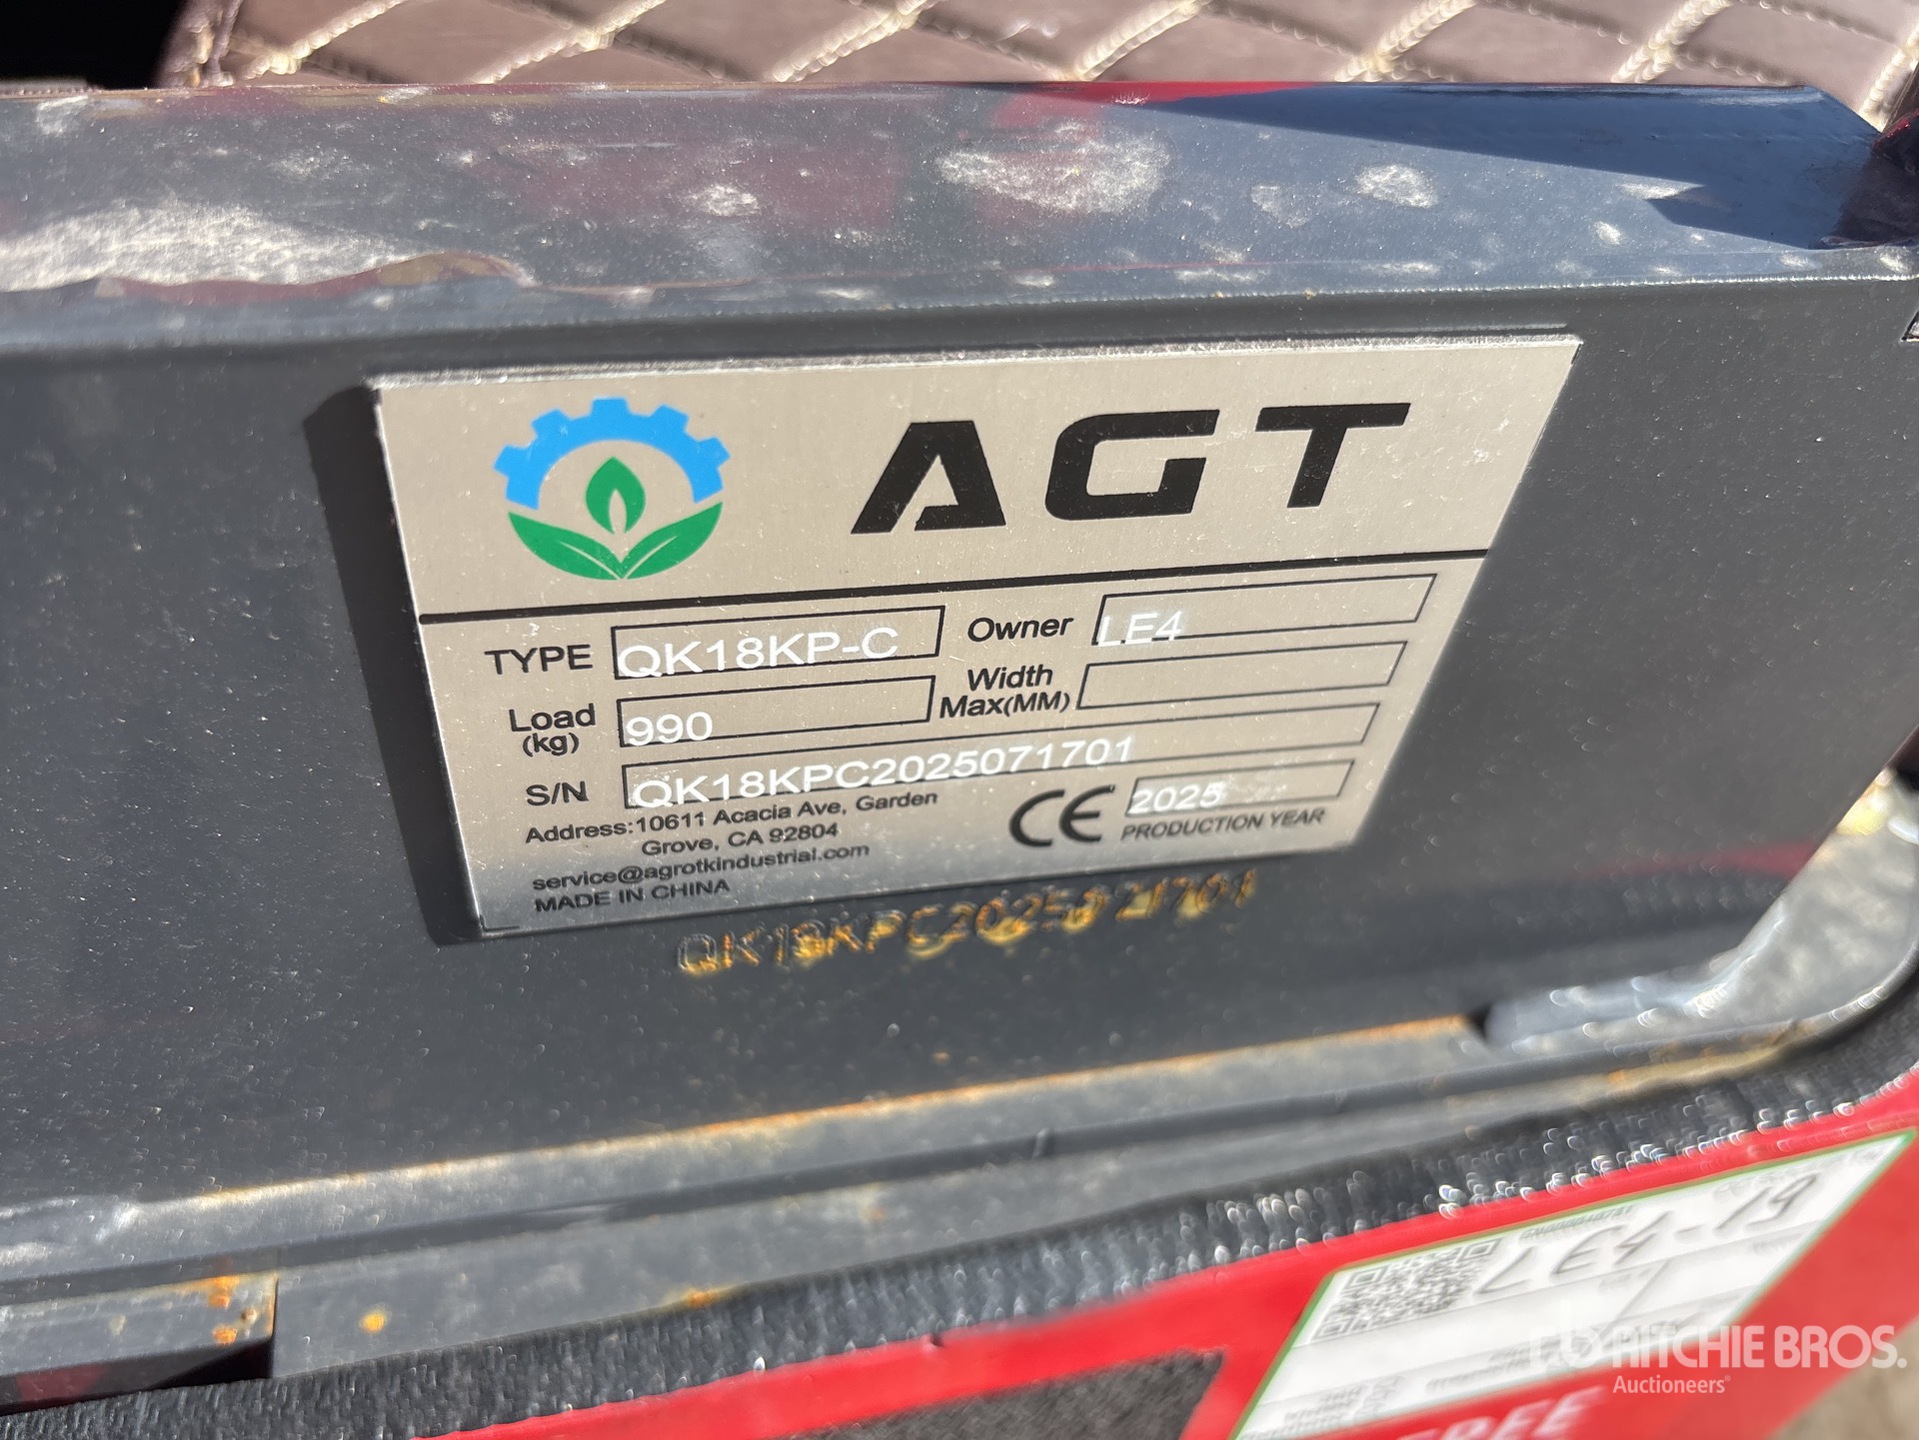 AGT
TYPE QK18KP-C Owner LE4
Load (kg) 990 Width Max(MM)
S/N QK18KPC2025071701
Address:10611 Acacia Ave, Garden
Grove, CA 92804
service@agrotkindustrial.com
MADE IN CHINA
CE 2025
PRODUCTION YEAR
LE4-19
RITCHIE BROS.
Auctioneers